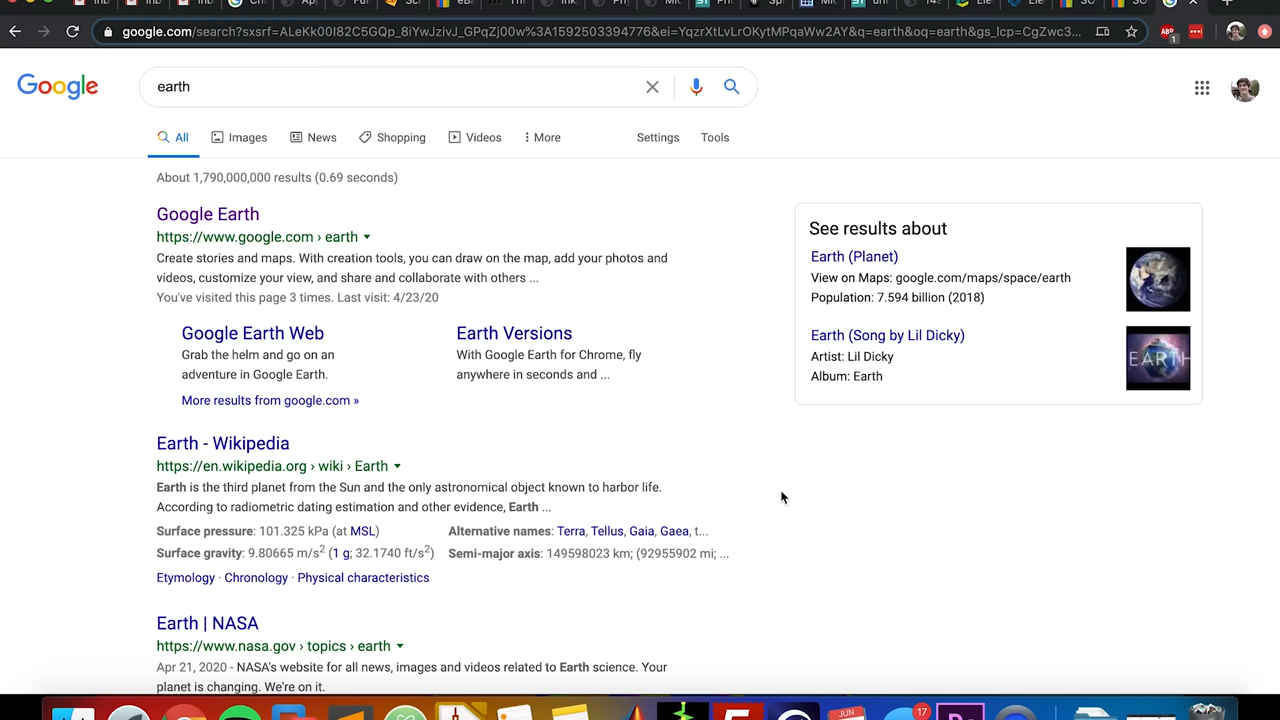 google.com/search?sxsrf=ALeKk00I82C5GQp_8iYwJzivJ_GPqZj00w%3A1592503394776&ei=YqzrXtLvLrOKytMPqaWw2AY&q=earth&oq=earth&gs_lcp=CgZwc3...
Google
earth
All Images News Shopping Videos More Settings Tools
About 1,790,000,000 results (0.69 seconds)
Google Earth
https://www.google.com › earth
Create stories and maps. With creation tools, you can draw on the map, add your photos and
videos, customize your view, and share and collaborate with others ...
You've visited this page 3 times. Last visit: 4/23/20
Google Earth Web
Grab the helm and go on an
adventure in Google Earth.
Earth Versions
With Google Earth for Chrome, fly
anywhere in seconds and ...
More results from google.com »
Earth - Wikipedia
https://en.wikipedia.org › wiki › Earth
Earth is the third planet from the Sun and the only astronomical object known to harbor life.
According to radiometric dating estimation and other evidence, Earth ...
Surface pressure: 101.325 kPa (at MSL) Alternative names: Terra, Tellus, Gaia, Gaea, t...
Surface gravity: 9.80665 m/s2 (1 g; 32.1740 ft/s2) Semi-major axis: 149598023 km; (92955902 mi; ...
Etymology · Chronology · Physical characteristics
Earth | NASA
https://www.nasa.gov › topics › earth
Apr 21, 2020 - NASA's website for all news, images and videos related to Earth science. Your
planet is changing. We're on it.
See results about
Earth (Planet)
View on Maps: google.com/maps/space/earth
Population: 7.594 billion (2018)
Earth (Song by Lil Dicky)
Artist: Lil Dicky
Album: Earth
EARTH
ABP
1
JUN
17